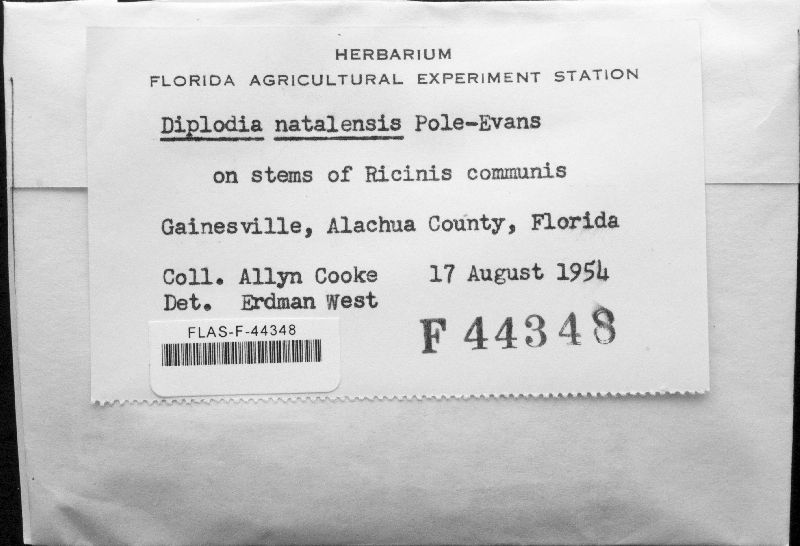 HERBARIUM
FLORIDA AGRICULTURAL EXPERIMENT STATION
Diplodia natalensis Pole-Evans
on stems of Ricinis communis
Gainesville, Alachua County, Florida
Coll. Allyn Cooke 17 August 1954
Det. Erdman West
FLAS-F-44348
F 44348